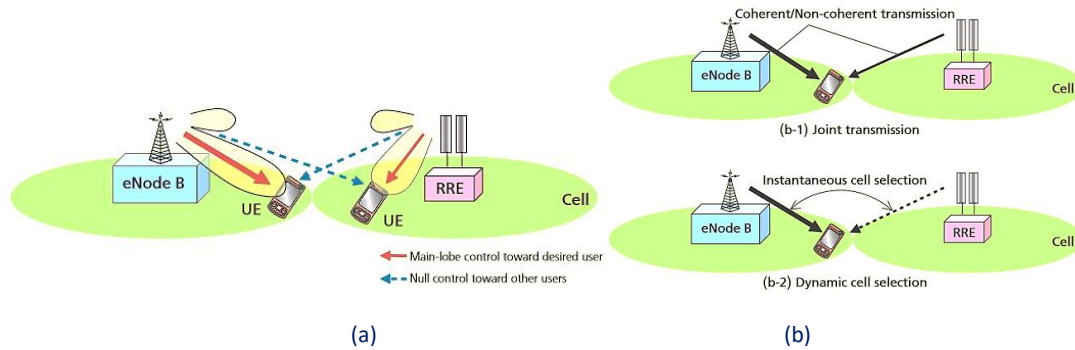 eNode B
UE
UE
RRE
Cell
Main-lobe control toward desired user
Null control toward other users
(a)
Coherent/Non-coherent transmission
eNode B
RRE
Cell
(b-1) Joint transmission
Instantaneous cell selection
eNode B
RRE
Cell
(b-2) Dynamic cell selection
(b)